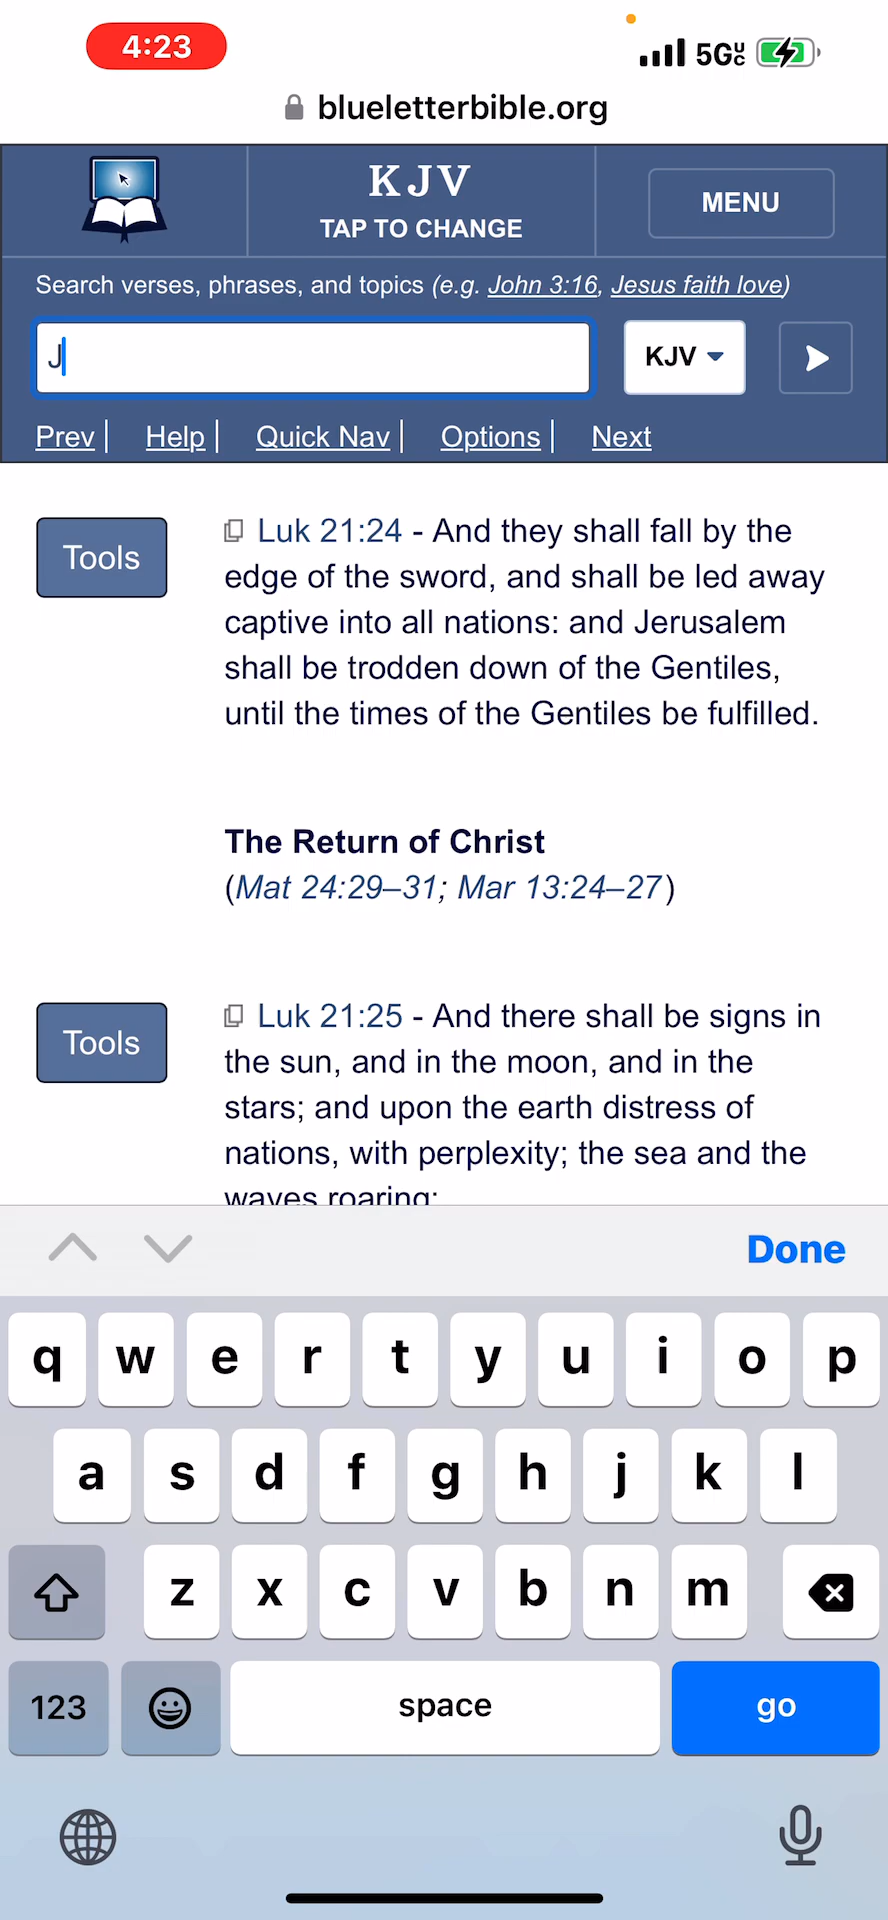 4:23
5G UC
blueletterbible.org
KJV
TAP TO CHANGE
MENU
Search verses, phrases, and topics (e.g. John 3:16, Jesus faith love)
J
KJV
Prev | Help | Quick Nav | Options | Next
Tools
Luk 21:24 - And they shall fall by the
edge of the sword, and shall be led away
captive into all nations: and Jerusalem
shall be trodden down of the Gentiles,
until the times of the Gentiles be fulfilled.
The Return of Christ
(Mat 24:29–31; Mar 13:24–27)
Tools
Luk 21:25 - And there shall be signs in
the sun, and in the moon, and in the
stars; and upon the earth distress of
nations, with perplexity; the sea and the
waves roaring;
Done
q w e r t y u i o p
a s d f g h j k l
z x c v b n m
123 space go